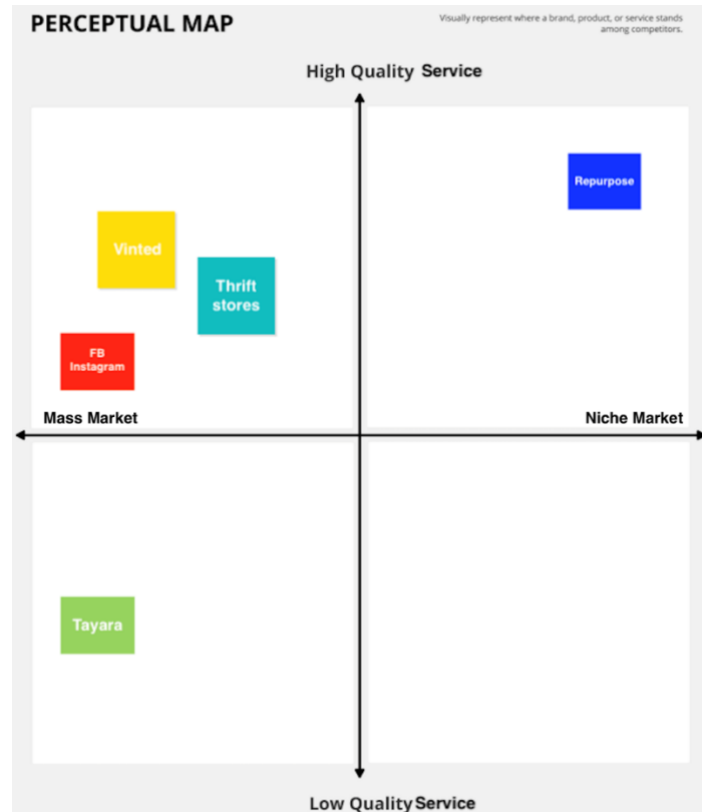 PERCEPTUAL MAP
Visually represent where a brand, product, or service stands
among competitors.
High Quality Service
Repurpose
Vinted
Thrift
stores
FB
Instagram
Mass Market
Niche Market
Tayara
Low Quality Service